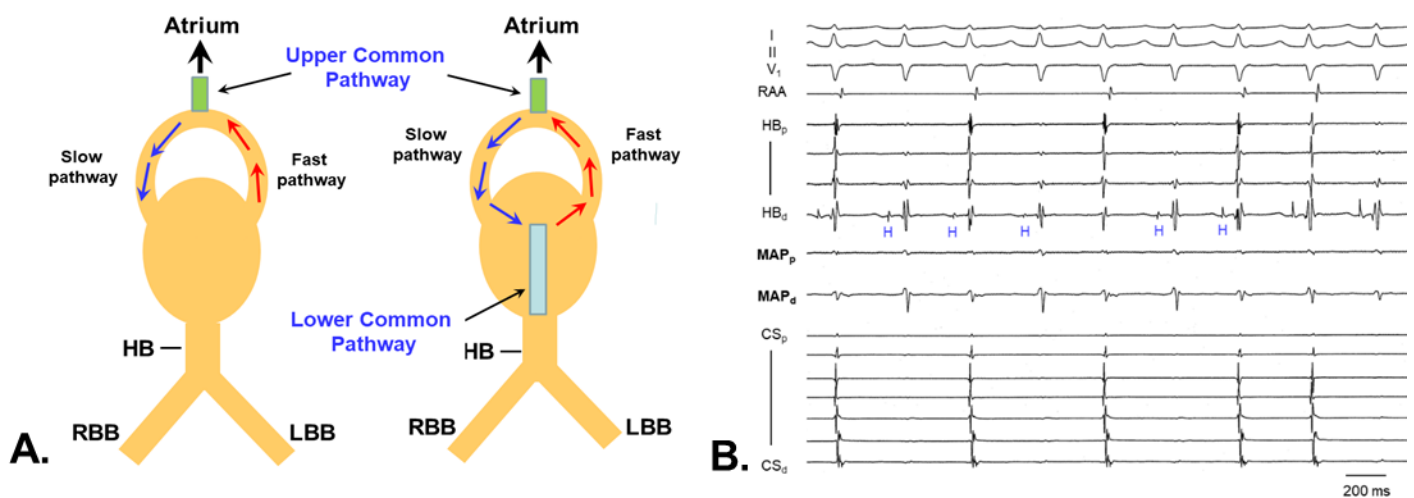 A.
Atrium
Atrium
Upper Common
Pathway
Slow
pathway
Fast
pathway
Slow
pathway
Fast
pathway
Lower Common
Pathway
HB
HB
RBB
LBB
RBB
LBB
B.
I
II
V1
RAA
HBp
HBd
H H H H H
MAPp
MAPd
CSp
CSd
200 ms